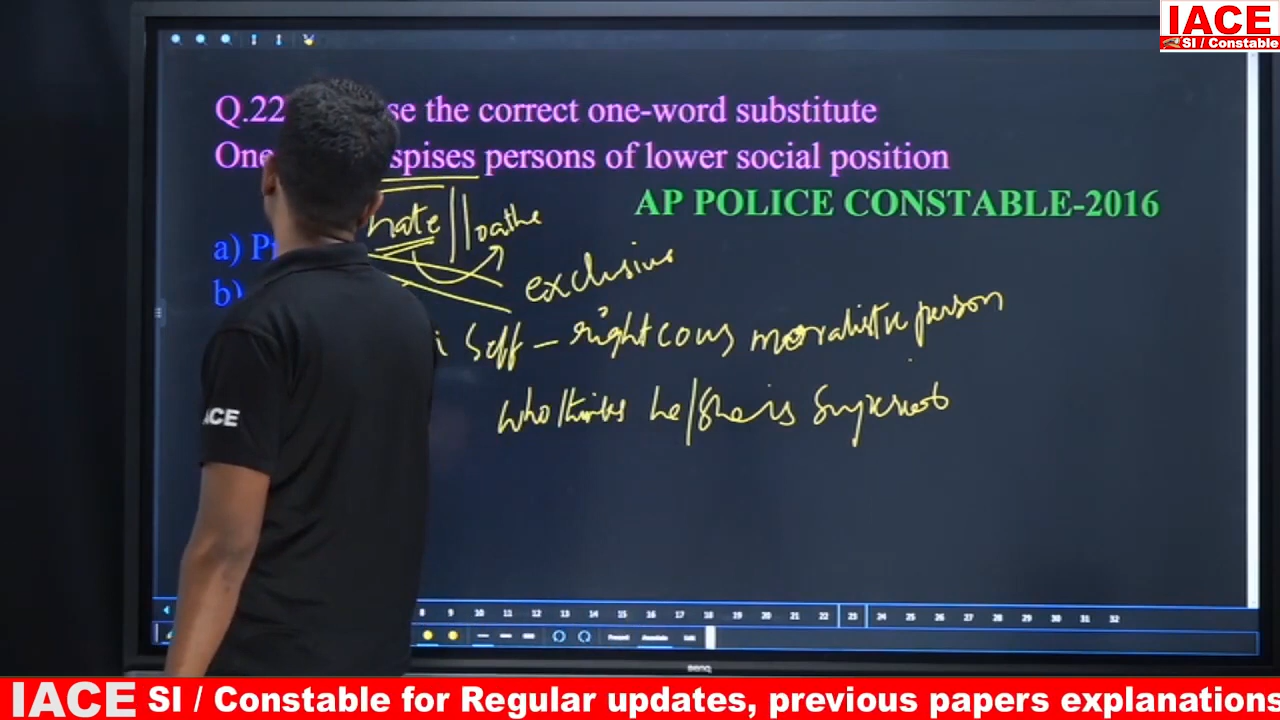 IACE
SI / Constable
Q.22 se the correct one-word substitute
One spises persons of lower social position
AP POLICE CONSTABLE-2016
hate || loathe
a) P
exclusive
b)
i Self - righteous moralistic person
who thinks he/she is Superior
ACE
8 9 10 11 12 13 14 15 16 17 18 19 20 21 22 23 24 25 26 27 28 29 30 31 32
BenQ
IACE SI / Constable for Regular updates, previous papers explanations